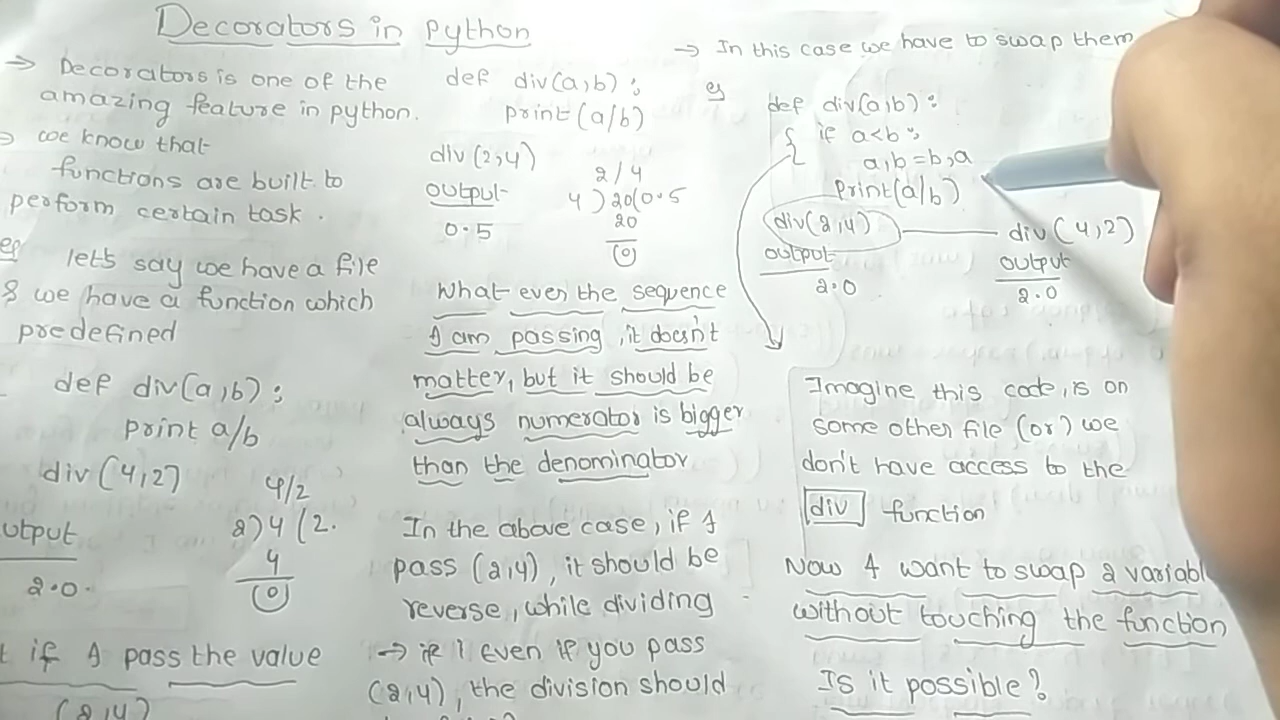 Decorators in python
→ Decorators is one of the
amazing feature in python.
→ we know that
functions are built to
perform certain task.
eg let's say we have a file
& we have a function which
predefined
def div(a,b):
print a/b
div(4,2)
utput
2.0.
4/2
2)4(2.
4
0
t if I pass the value
(2,4)
def div(a,b):
print(a/b)
div(2,4)
output
0.5
2/4
4)20(0.5
20
0
What ever the sequence
I am passing, it doesn't
matter, but it should be
always numerator is bigger
than the denominator
In the above case, if I
pass (2,4), it should be
reverse, while dividing
→ if I even if you pass
(2,4), the division should
→ In this case we have to swap them
eg
def div(a,b):
if a<b:
a,b=b,a
print(a/b)
div(2,4)
output
2.0
div(4,2)
output
2.0
Imagine this code, is on
some other file (or) we
don't have access to the
div function
Now I want to swap 2 variabl
without touching the function
Is it possible?